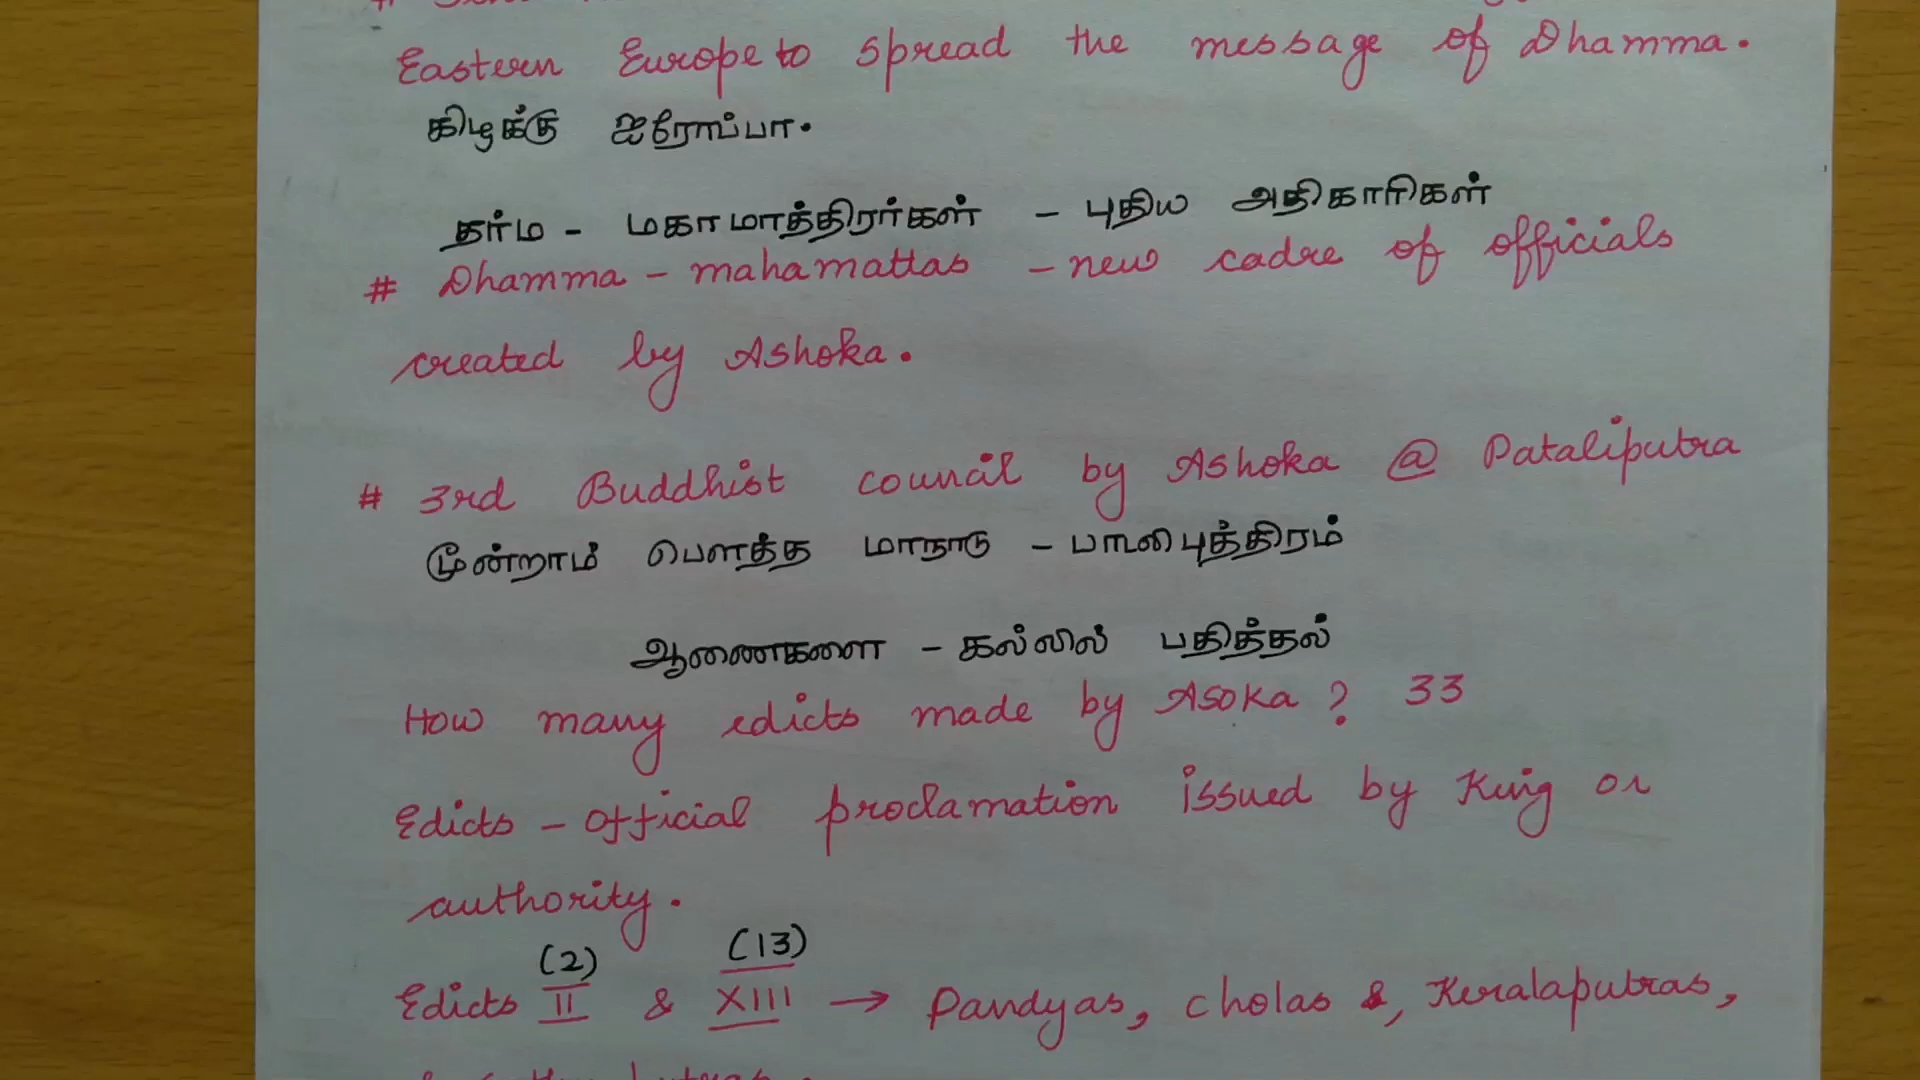 Eastern Europe to spread the message of Dhamma.
கிழக்கு ஐரோப்பா.
தர்ம - மகாமாத்திரர்கள் - புதிய அதிகாரிகள்
# Dhamma - mahamattas - new cadre of officials
created by Ashoka.
# 3rd Buddhist council by Ashoka @ Pataliputra
மூன்றாம் பௌத்த மாநாடு - பாடலிபுத்திரம்
ஆணைகளை - கல்லில் பதித்தல்
How many edicts made by Asoka? 33
Edicts - official proclamation issued by King or
authority.
(2) (13)
Edicts II & XIII → Pandyas, cholas &, Keralaputras,